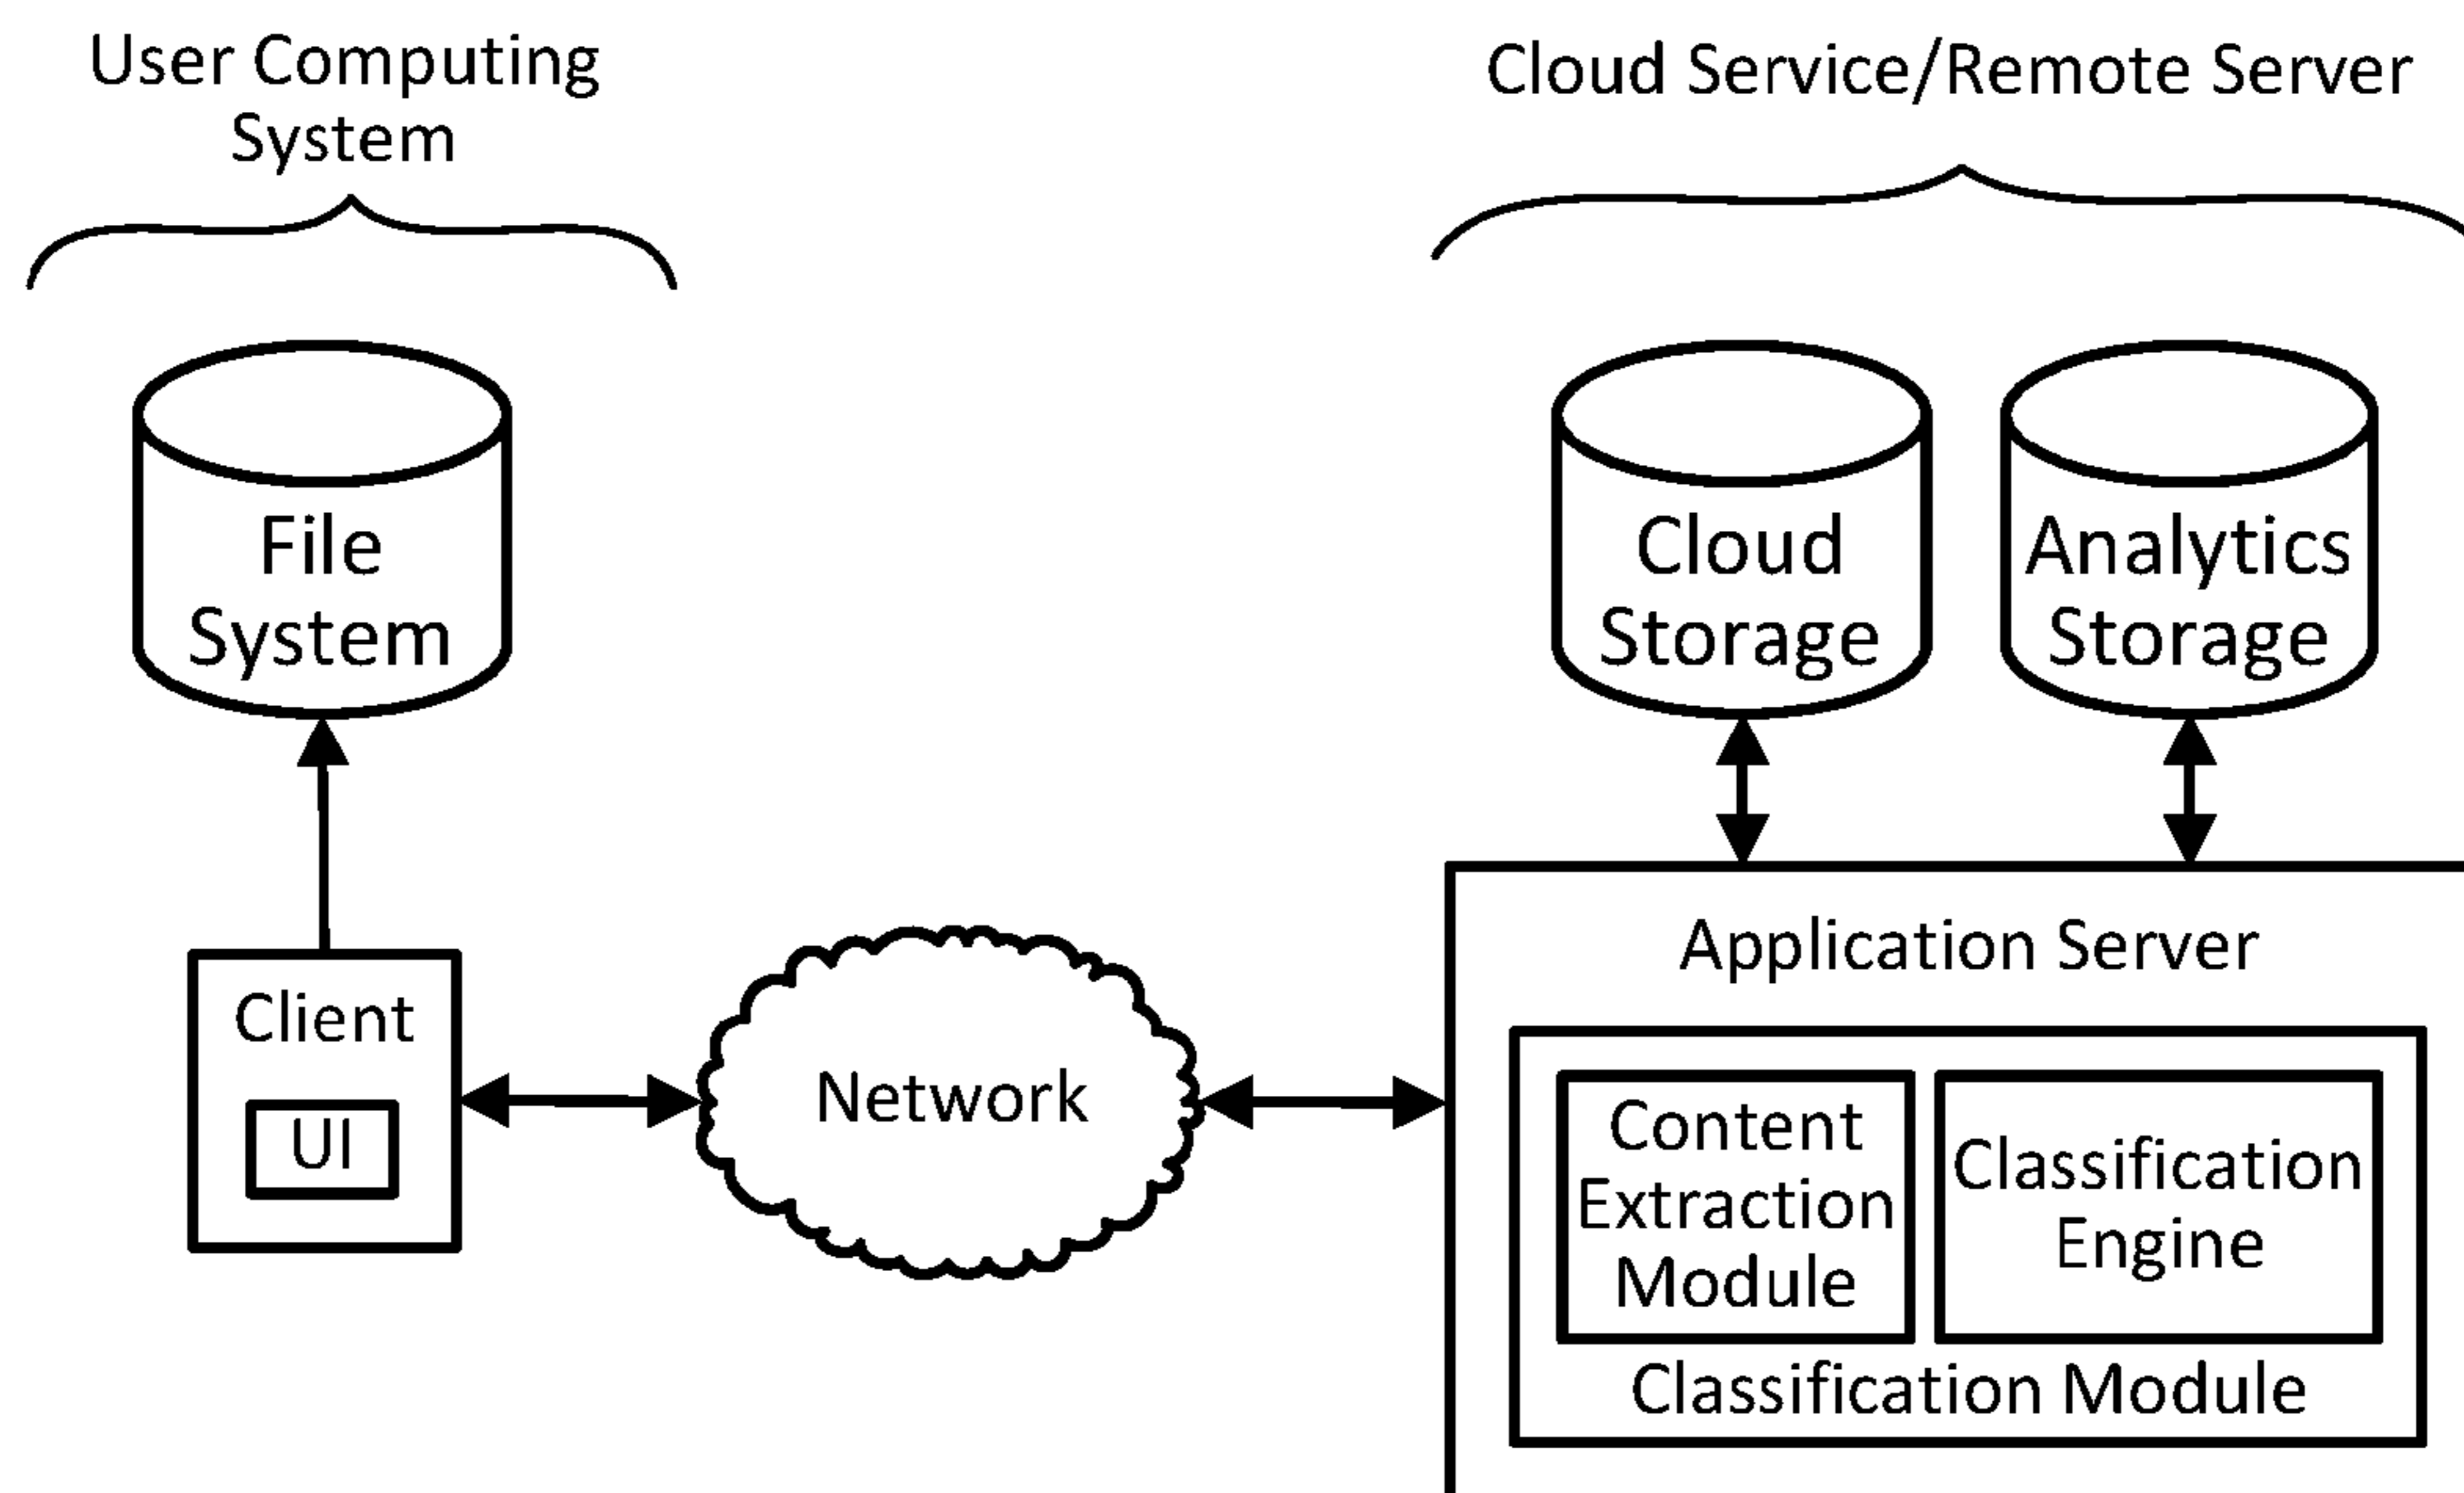 User Computing
System
Cloud Service/Remote Server
File
System
Cloud
Storage
Analytics
Storage
Client
UI
Network
Application Server
Content
Extraction
Module
Classification
Engine
Classification Module